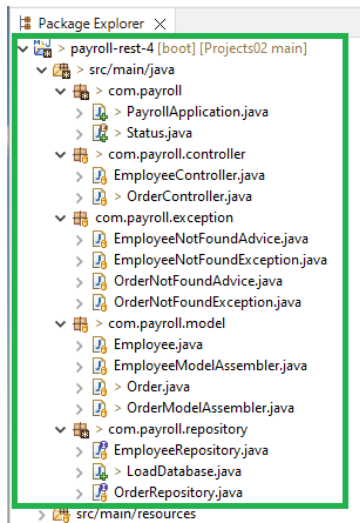 Package Explorer
> payroll-rest-4 [boot] [Projects02 main]
> src/main/java
> com.payroll
> PayrollApplication.java
> Status.java
> com.payroll.controller
EmployeeController.java
> OrderController.java
com.payroll.exception
EmployeeNotFoundAdvice.java
EmployeeNotFoundException.java
OrderNotFoundAdvice.java
OrderNotFoundException.java
> com.payroll.model
Employee.java
EmployeeModelAssembler.java
> Order.java
> OrderModelAssembler.java
> com.payroll.repository
EmployeeRepository.java
> LoadDatabase.java
OrderRepository.java
> src/main/resources